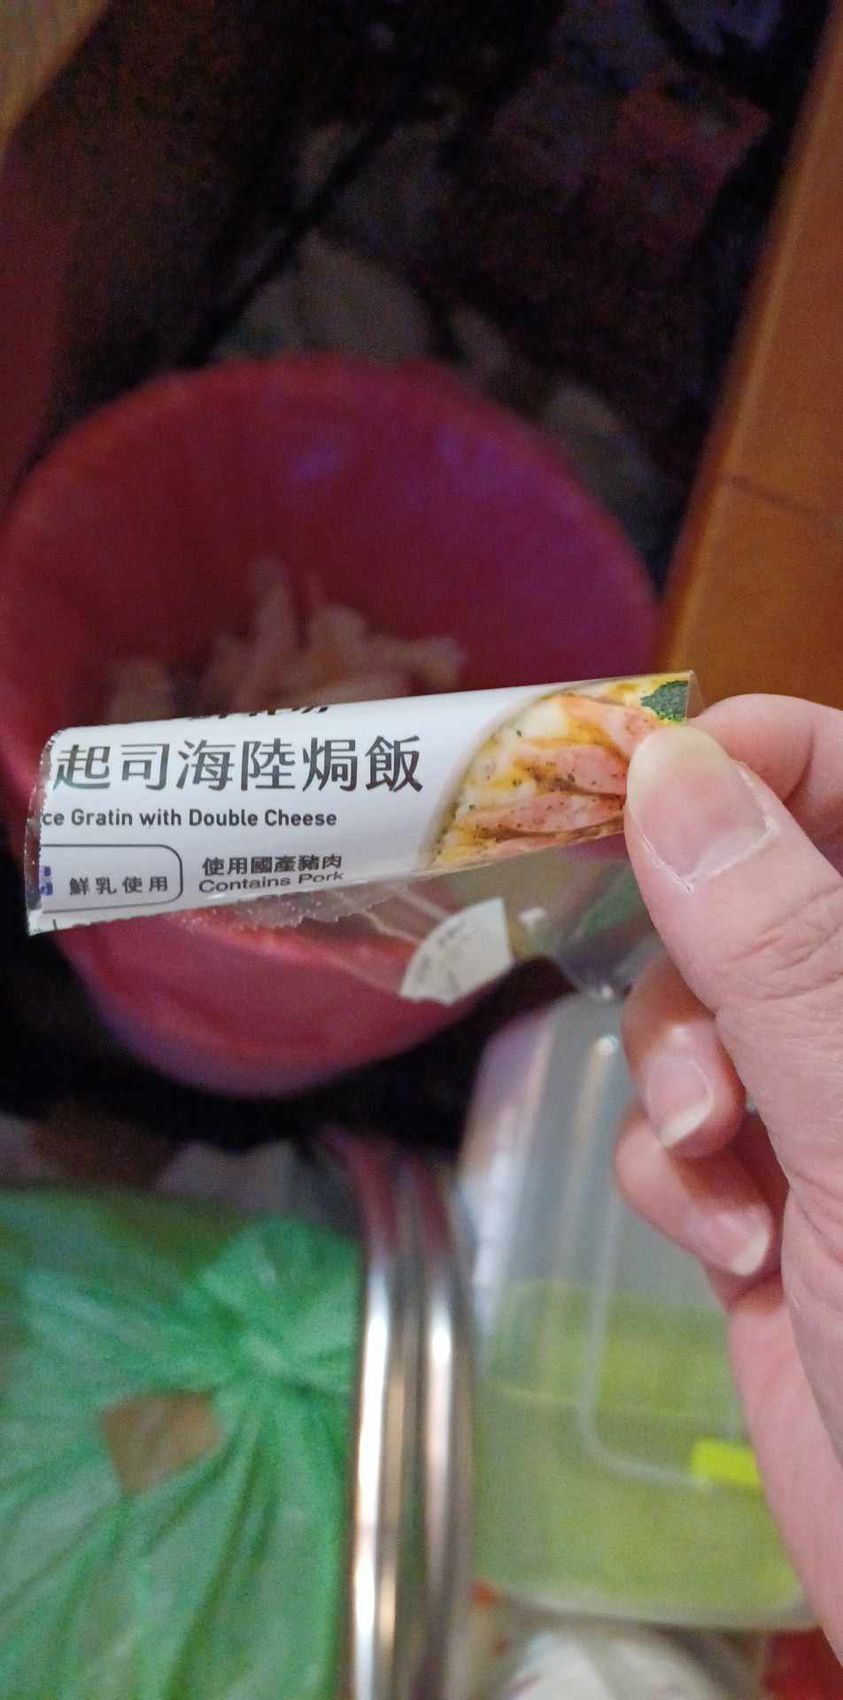 起司海陸焗飯
ce Gratin with Double Cheese
鮮乳使用
使用國產豬肉
Contains Pork